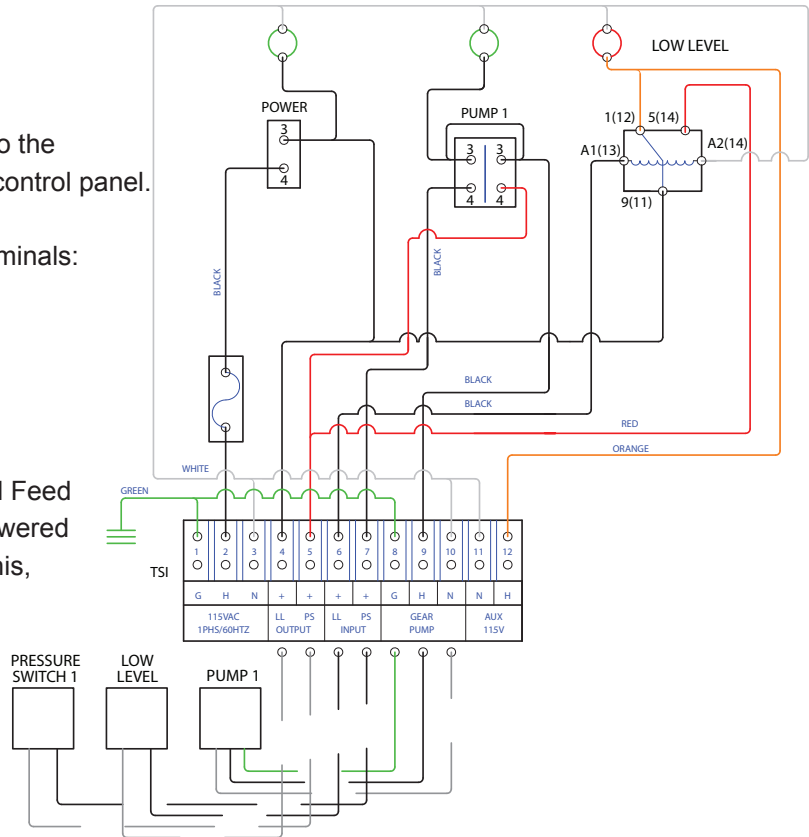 LOW LEVEL
POWER
PUMP 1
1(12) 5(14)
3
3 3
o the
A1(13) A2(14)
control panel.
4
4 4
9(11)
minals:
BLACK
BLACK
BLACK
BLACK
RED
ORANGE
WHITE
l Feed
GREEN
wered
nis,
TSI
1 2 3 4 5 6 7 8 9 10 11 12
G H N + + + + G H N N H
115VAC LL PS LL PS GEAR AUX
1PHS/60HTZ OUTPUT INPUT PUMP 115V
PRESSURE LOW
SWITCH 1 LEVEL PUMP 1